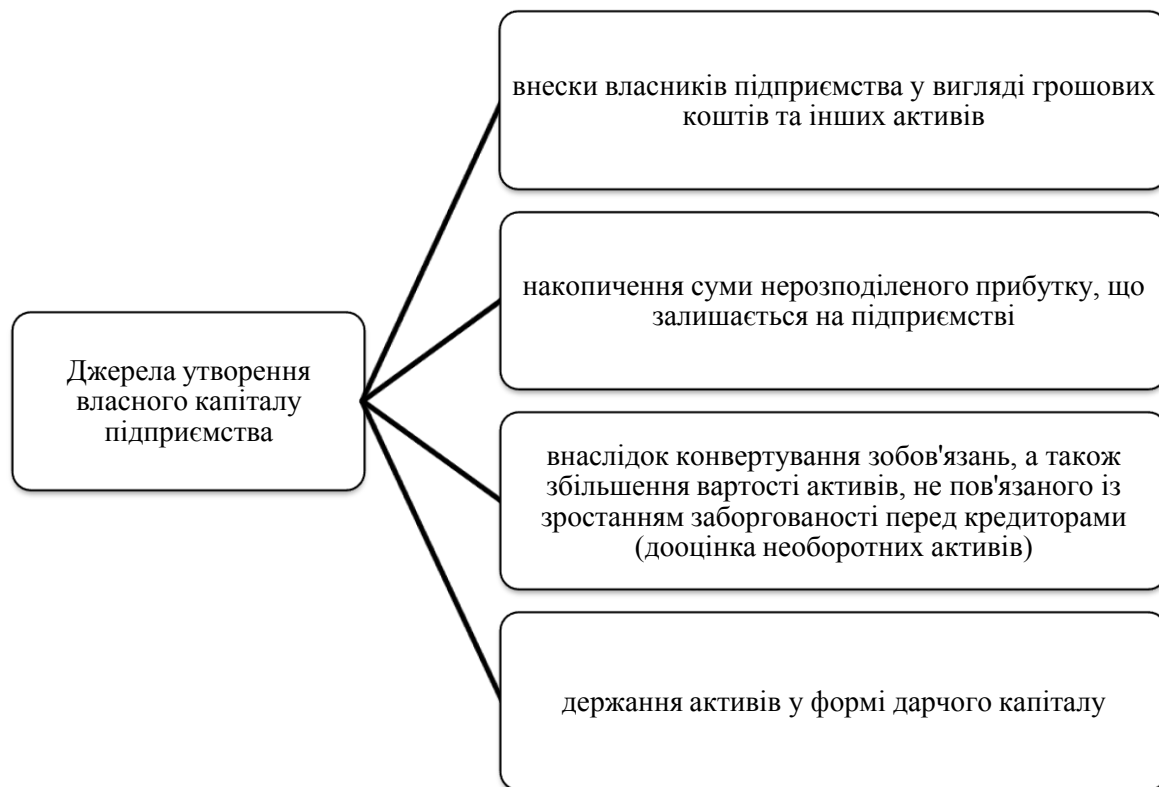 внески власників підприємства у вигляді грошових
коштів та інших активів
накопичення суми нерозподіленого прибутку, що
залишається на підприємстві
Джерела утворення
власного капіталу
підприємства
внаслідок конвертування зобов'язань, а також
збільшення вартості активів, не пов'язаного із
зростанням заборгованості перед кредиторами
(дооцінка необоротних активів)
держання активів у формі дарчого капіталу